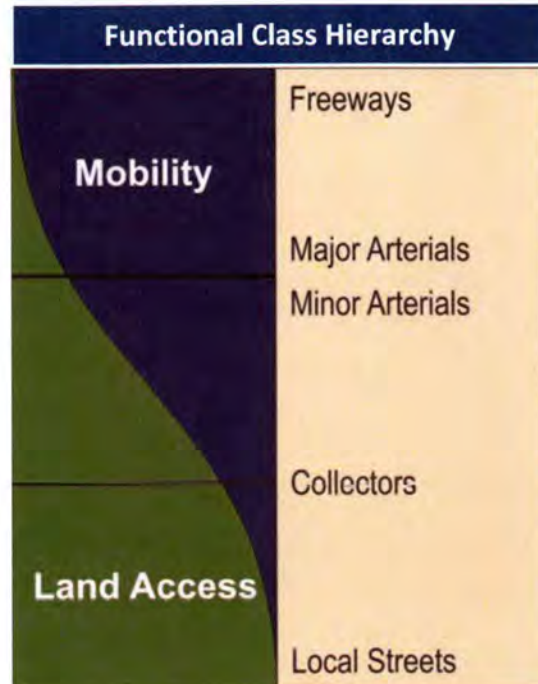 Functional Class Hierarchy
Freeways
Mobility
Major Arterials
Minor Arterials
Collectors
Land Access
Local Streets